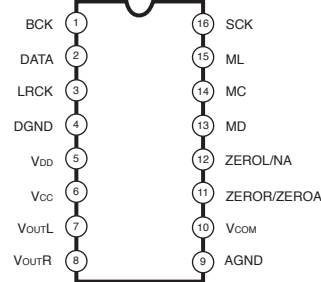 BCK 1 16 SCK
DATA 2 15 ML
LRCK 3 14 MC
DGND 4 13 MD
VDD 5 12 ZEROL/NA
VCC 6 11 ZEROR/ZEROA
VOUTL 7 10 VCOM
VOUTR 8 9 AGND